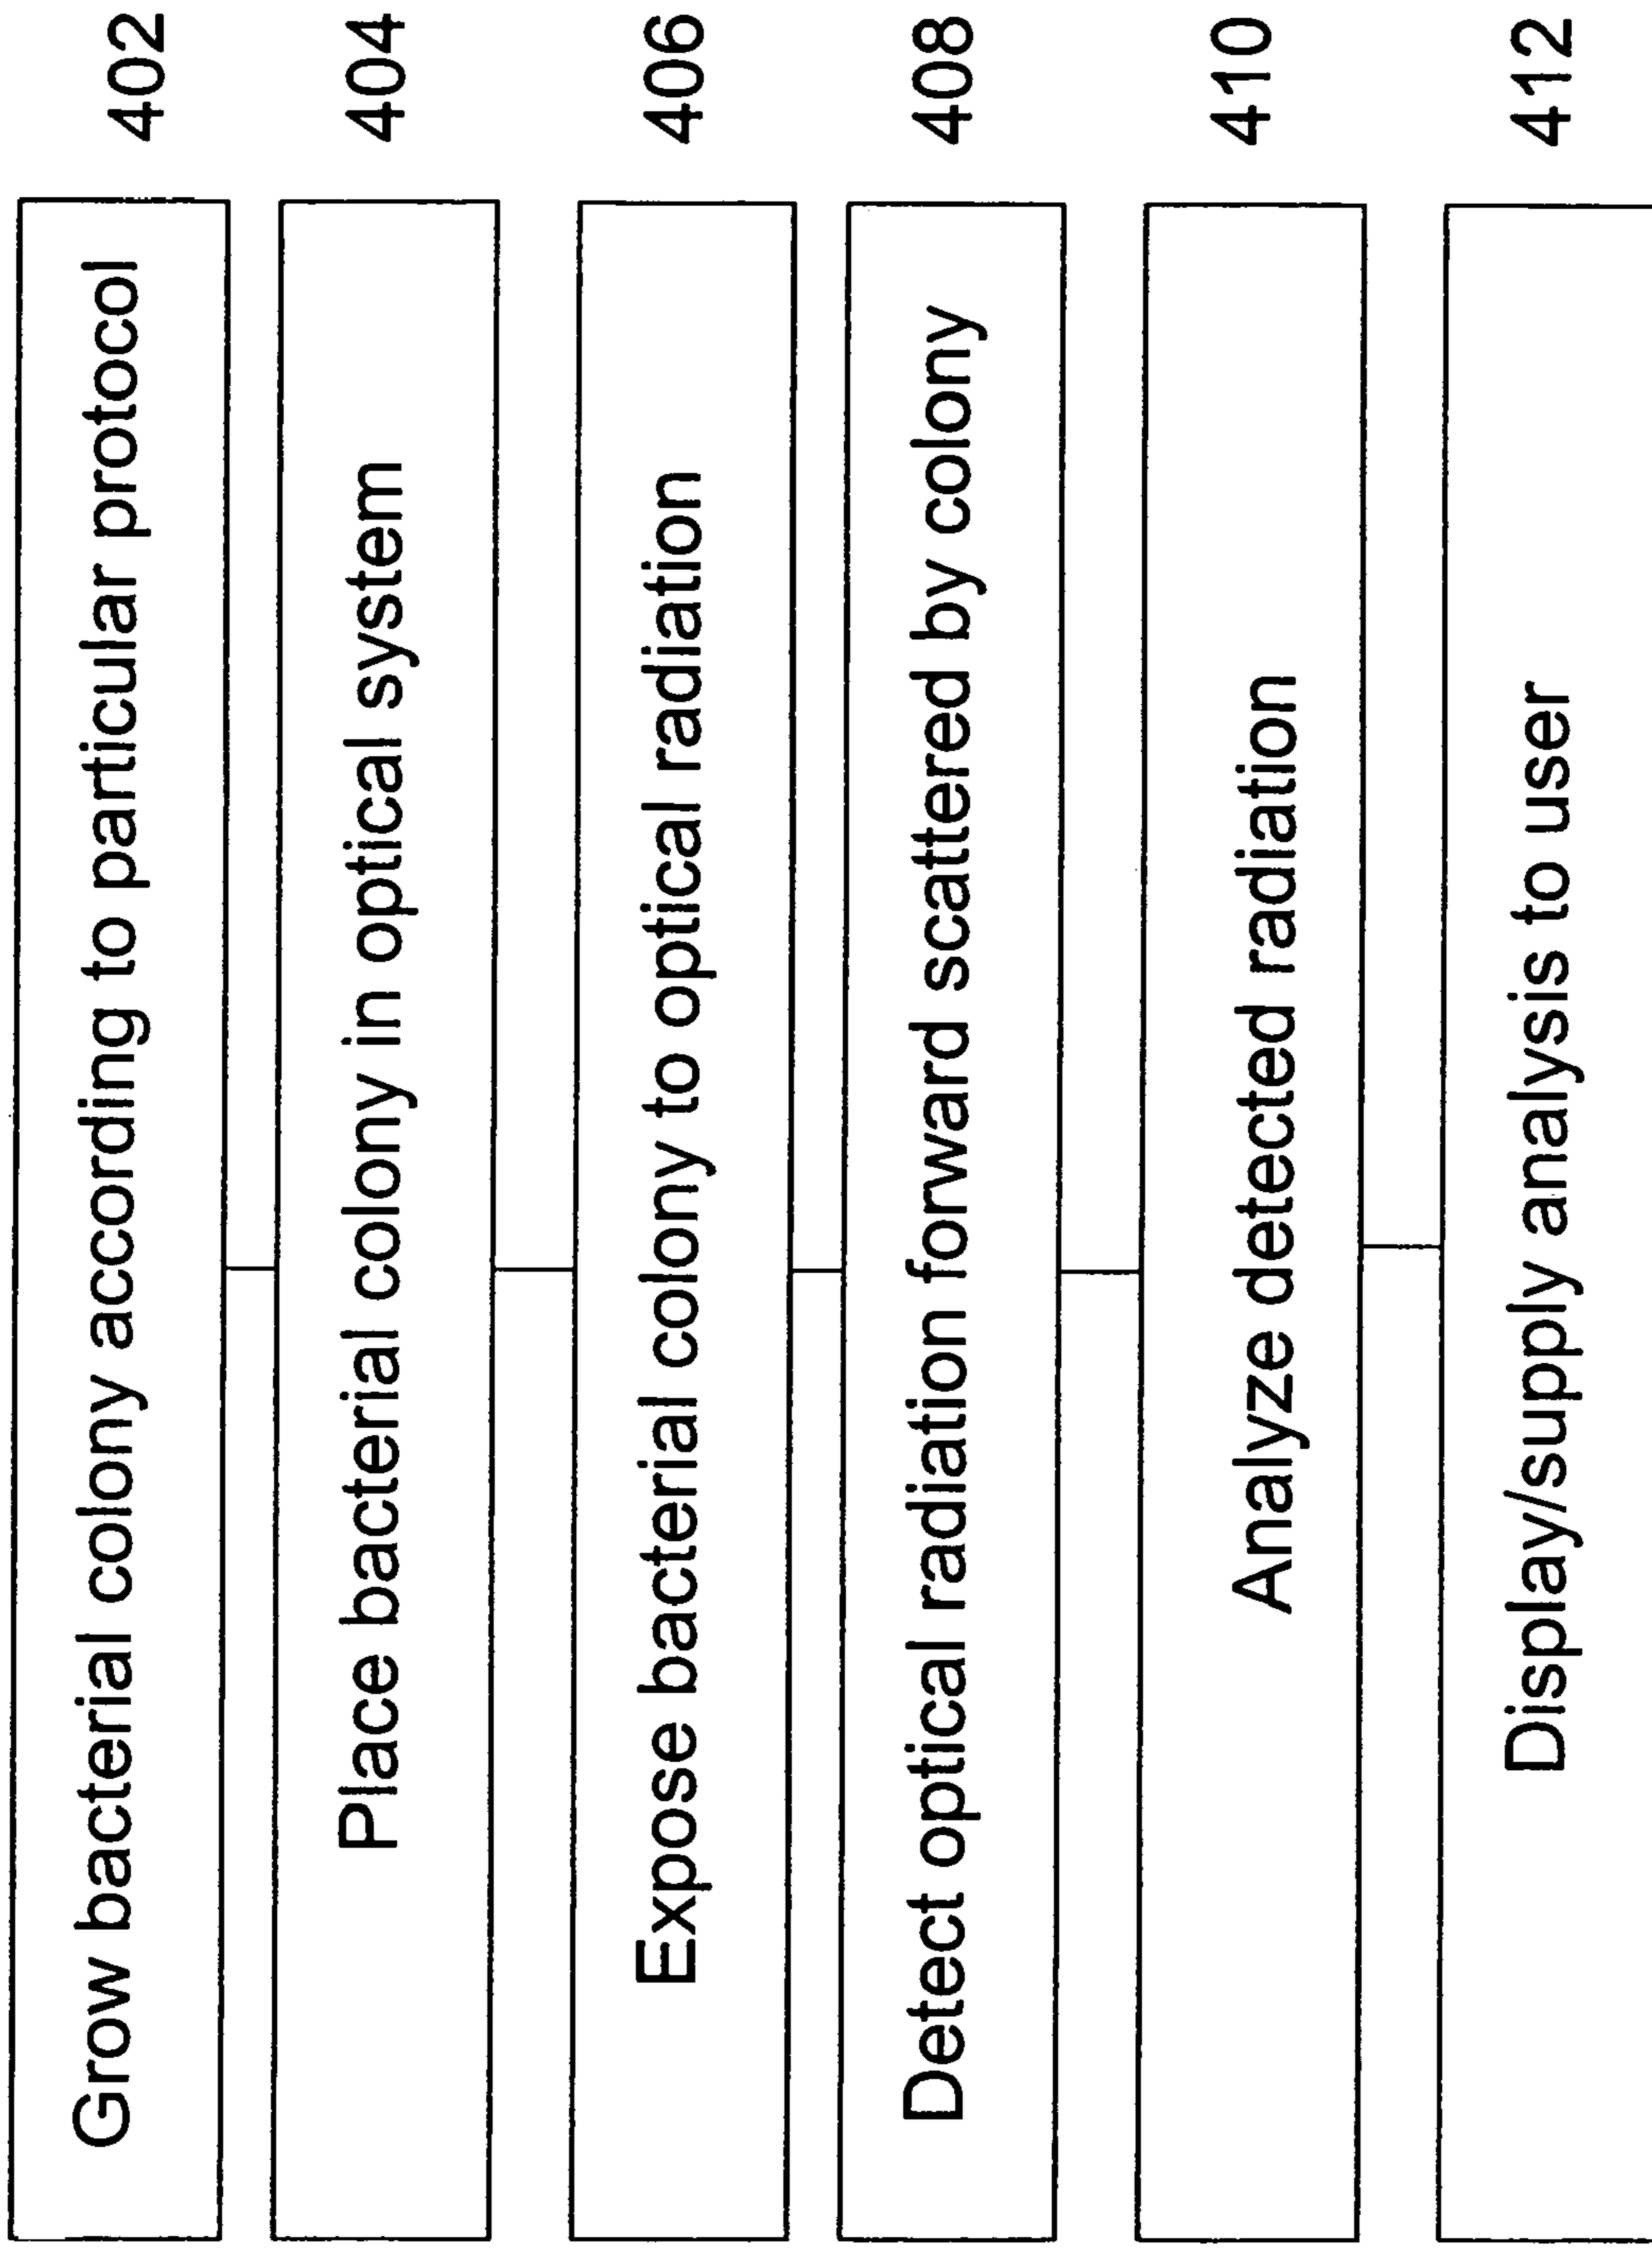 Grow bacterial colony according to particular protocol 402
Place bacterial colony in optical system 404
Expose bacterial colony to optical radiation 406
Detect optical radiation forward scattered by colony 408
Analyze detected radiation 410
Display/supply analysis to user 412